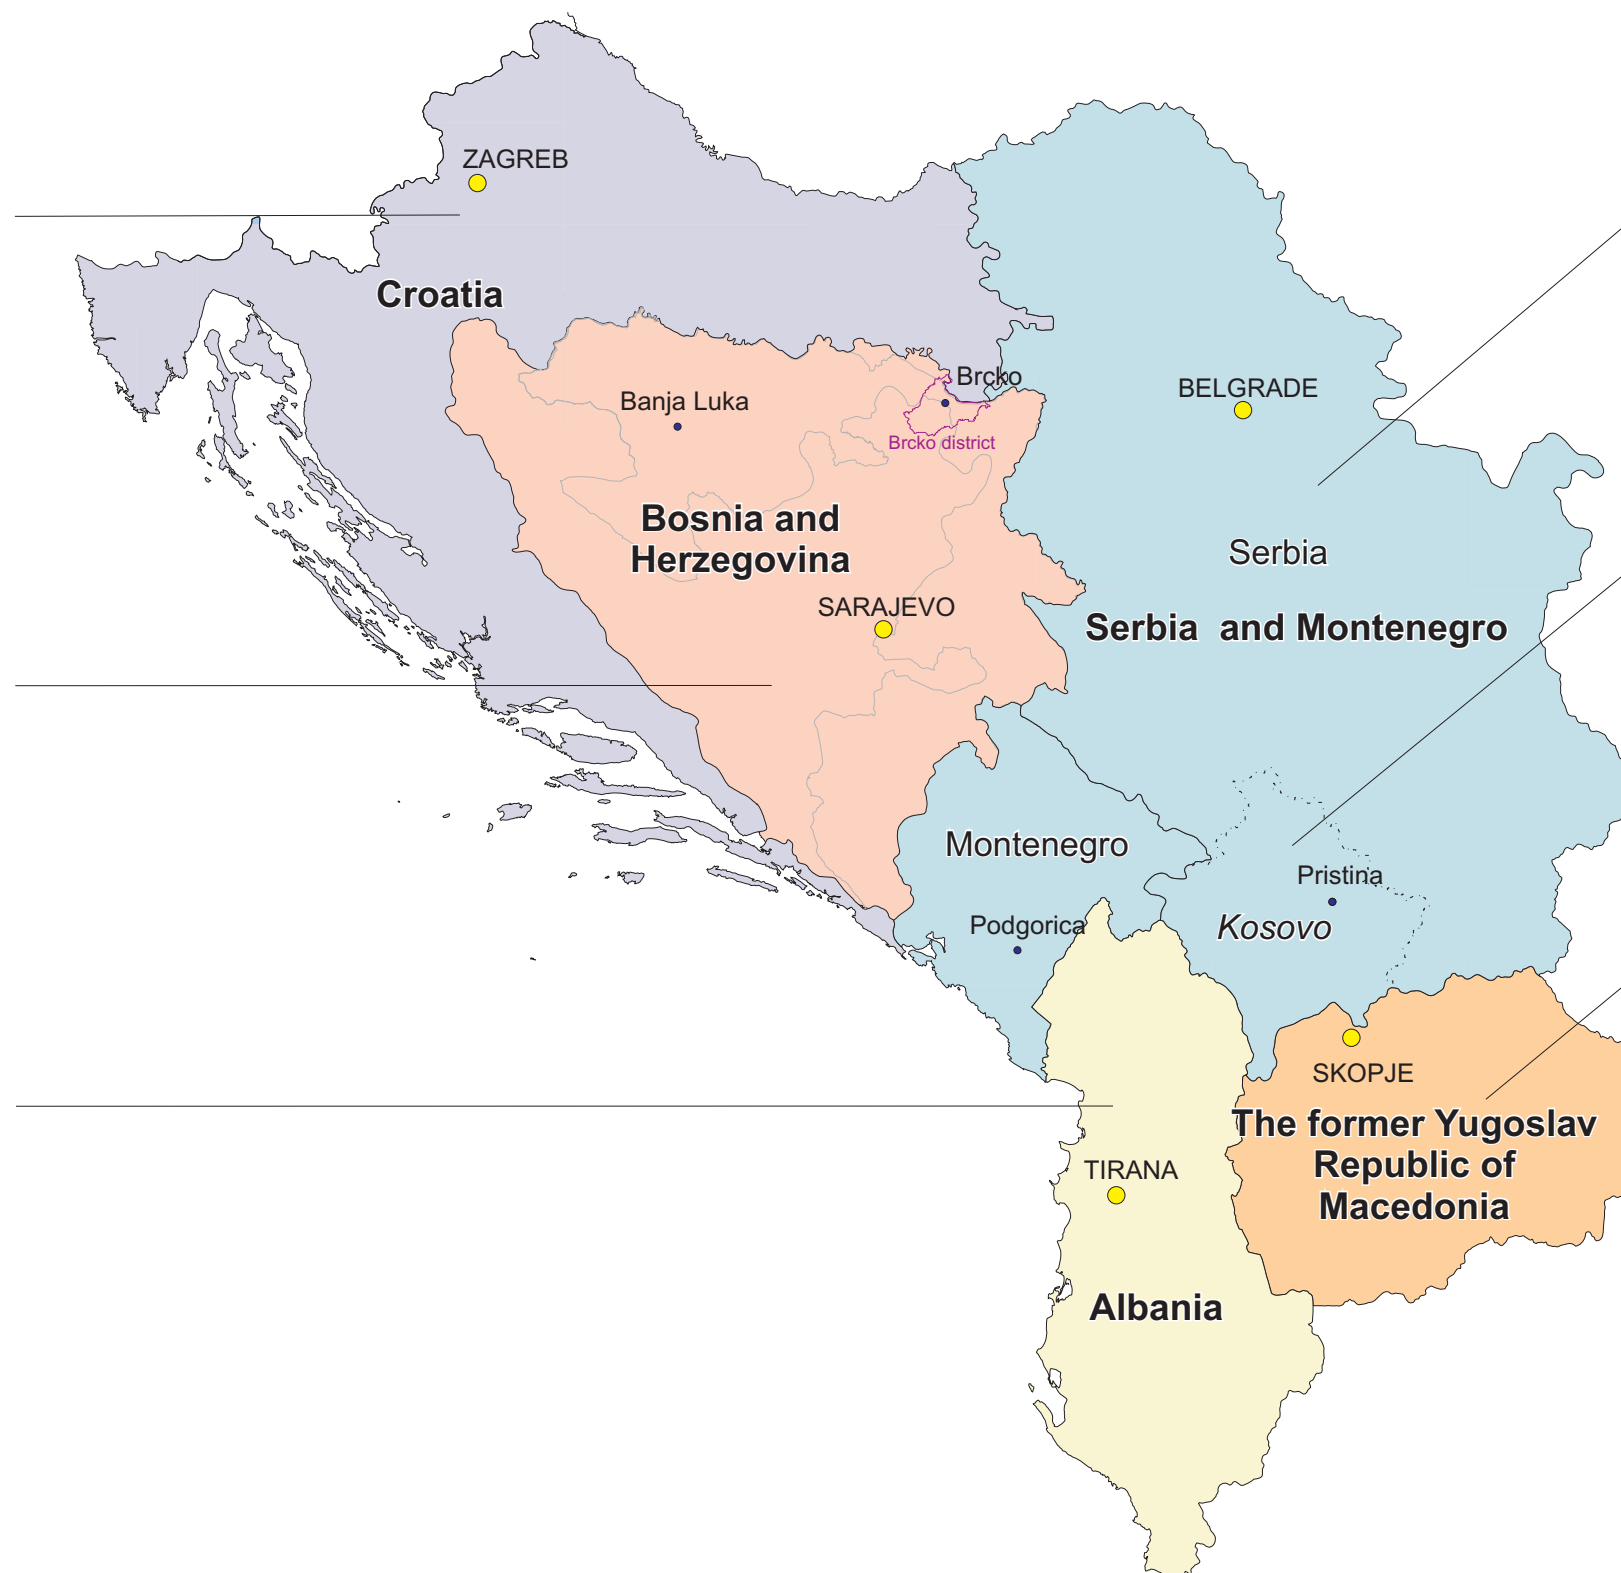 ZAGREB
Croatia
Brcko
BELGRADE
Banja Luka
Brcko district
Bosnia and
Herzegovina
Serbia
SARAJEVO
Serbia and Montenegro
Montenegro
Pristina
Podgorica
Kosovo
SKOPJE
The former Yugoslav
Republic of
Macedonia
TIRANA
Albania